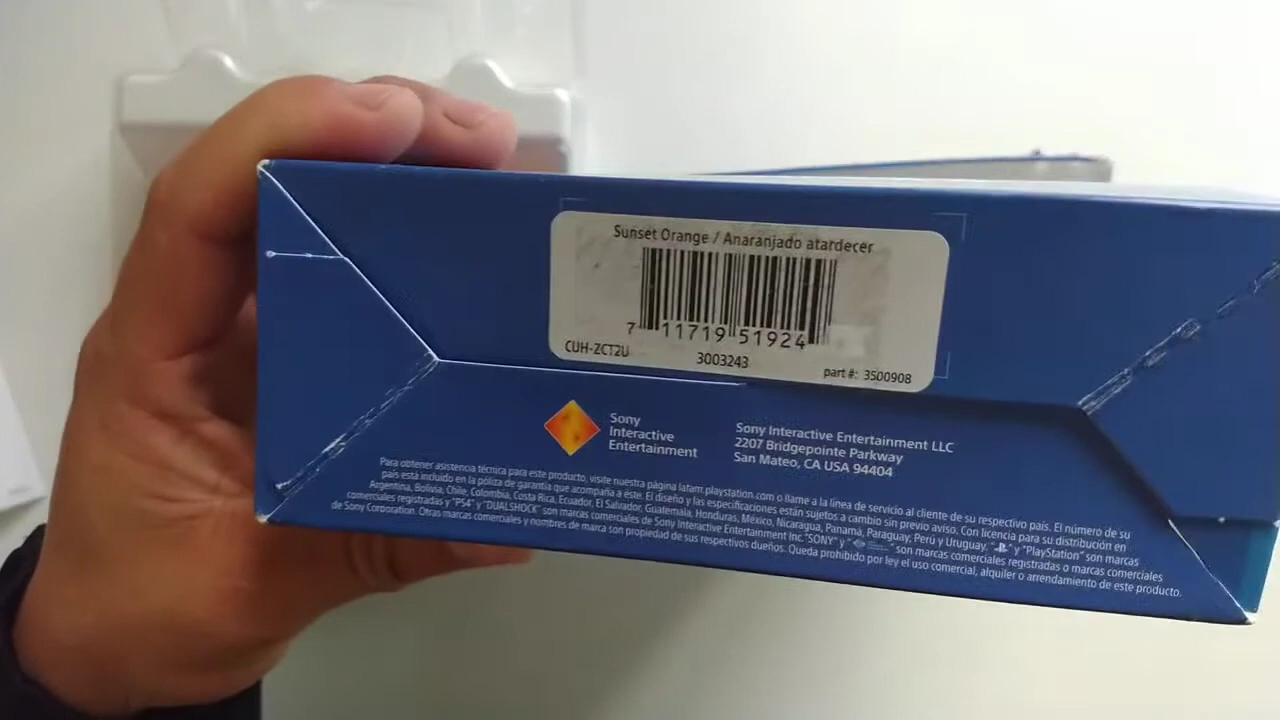 Sunset Orange / Anaranjado atardecer
7 11719 51924
CUH-ZCT2U
3003243
part #: 3500908
Sony
Interactive
Entertainment
Sony Interactive Entertainment LLC
2207 Bridgepointe Parkway
San Mateo, CA USA 94404
Para obtener asistencia técnica para este producto, visite nuestra página latam.playstation.com o llame a la línea de servicio al cliente de su respectivo país. El número de su
país está incluido en la póliza de garantía que acompaña a éste. El diseño y las especificaciones están sujetos a cambio sin previo aviso. Con licencia para su distribución en
Argentina, Bolivia, Chile, Colombia, Costa Rica, Ecuador, El Salvador, Guatemala, Honduras, México, Nicaragua, Panamá, Paraguay, Perú y Uruguay. " " y "PlayStation" son marcas
comerciales registradas y "PS4" y "DUALSHOCK" son marcas comerciales de Sony Interactive Entertainment Inc. "SONY" y " " son marcas comerciales registradas o marcas comerciales
de Sony Corporation. Otras marcas comerciales y nombres de marca son propiedad de sus respectivos dueños. Queda prohibido por ley el uso comercial, alquiler o arrendamiento de este producto.